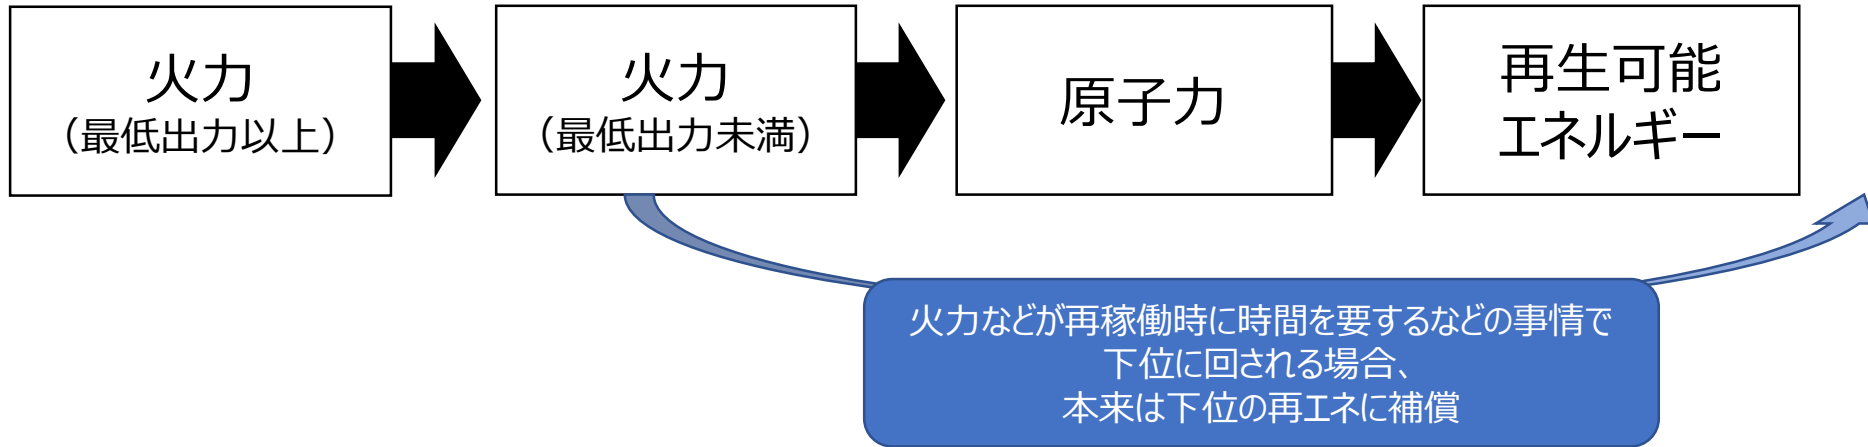 火力
（最低出力以上）
火力
（最低出力未満）
原子力
再生可能
エネルギー
火力などが再稼働時に時間を要するなどの事情で
下位に回される場合、
本来は下位の再エネに補償